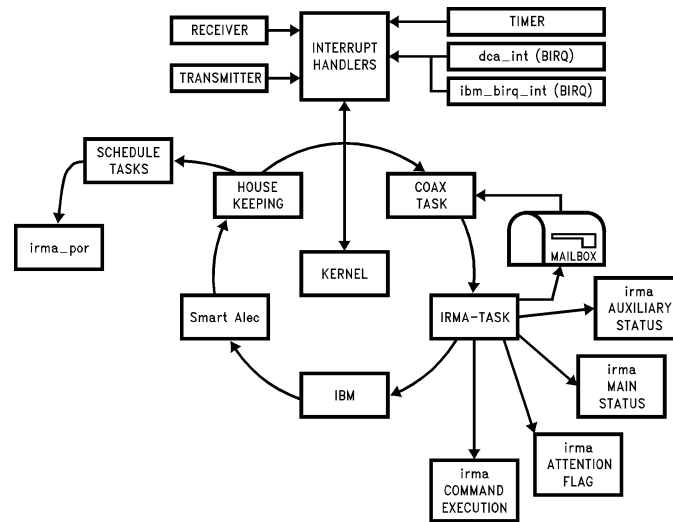 RECEIVER
TRANSMITTER
INTERRUPT
HANDLERS
TIMER
dca_int (BIRQ)
ibm_birq_int (BIRQ)
SCHEDULE
TASKS
irma_por
HOUSE
KEEPING
COAX
TASK
MAILBOX
KERNEL
Smart Alec
IRMA-TASK
IBM
irma
AUXILIARY
STATUS
irma
MAIN
STATUS
irma
ATTENTION
FLAG
irma
COMMAND
EXECUTION